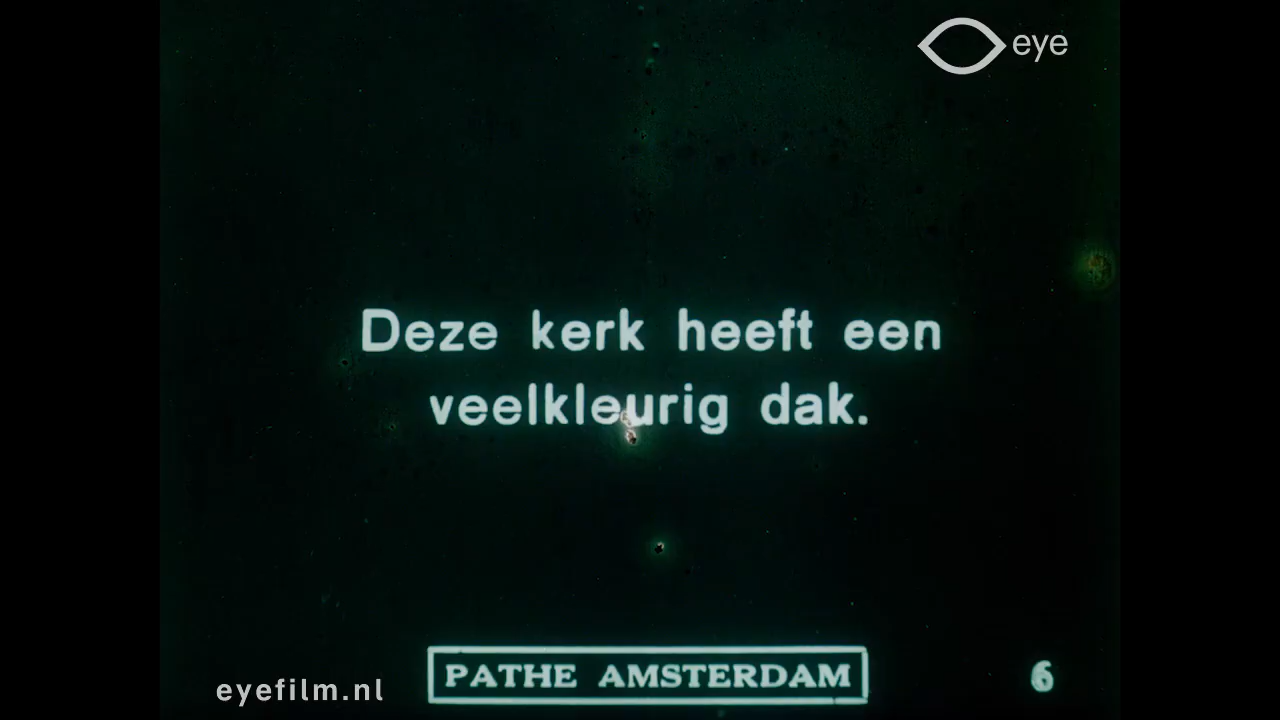 eye
Deze kerk heeft een
veelkleurig dak.
PATHE AMSTERDAM
6
eyefilm.nl